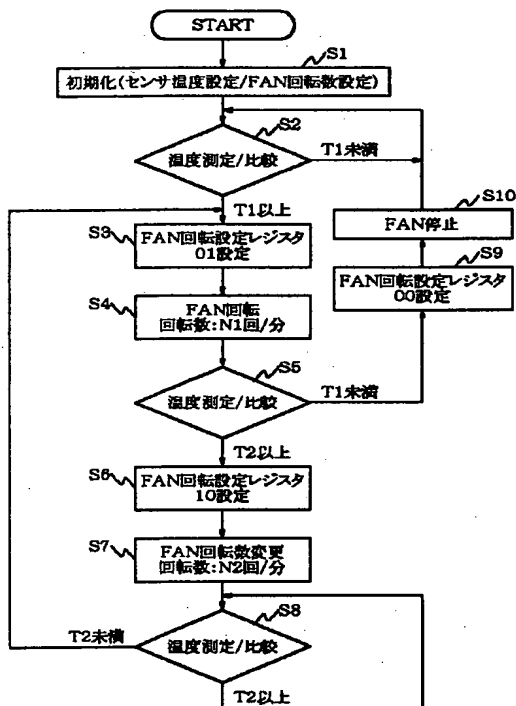 START
S1
初期化(センサ温度設定/FAN回転数設定)
S2
温度測定/比較
T1未満
T1以上
S3
FAN回転設定レジスタ
01設定
S4
FAN回転
回転数:N1回/分
S5
温度測定/比較
T1未満
S10
FAN停止
S9
FAN回転設定レジスタ
00設定
T2以上
S6
FAN回転設定レジスタ
10設定
S7
FAN回転数変更
回転数:N2回/分
S8
温度測定/比較
T2未満
T2以上